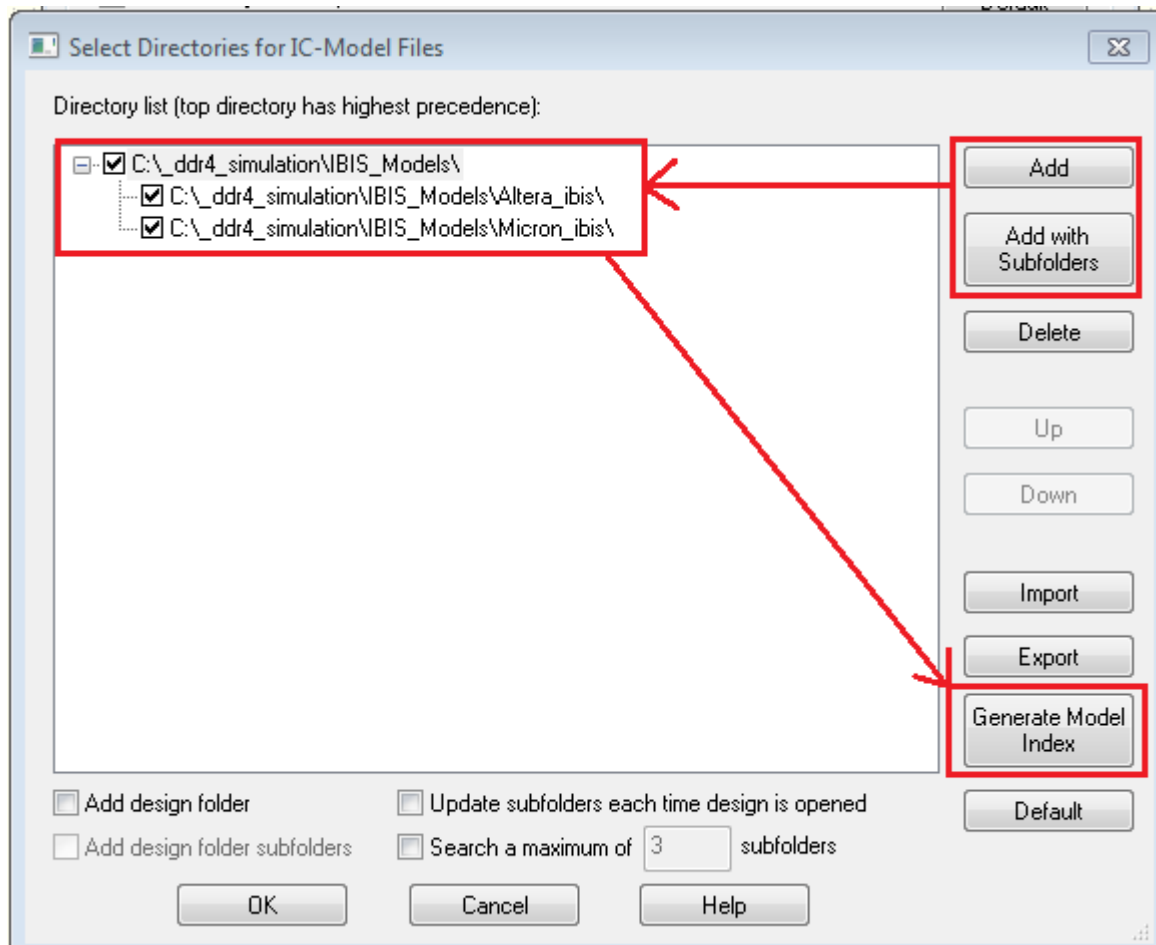 Default
Select Directories for IC-Model Files
Directory list (top directory has highest precedence):
C:\_ddr4_simulation\IBIS_Models\
C:\_ddr4_simulation\IBIS_Models\Altera_ibis\
C:\_ddr4_simulation\IBIS_Models\Micron_ibis\
Add
Add with
Subfolders
Delete
Up
Down
Import
Export
Generate Model
Index
Default
Add design folder
Update subfolders each time design is opened
Add design folder subfolders
Search a maximum of 3 subfolders
OK
Cancel
Help